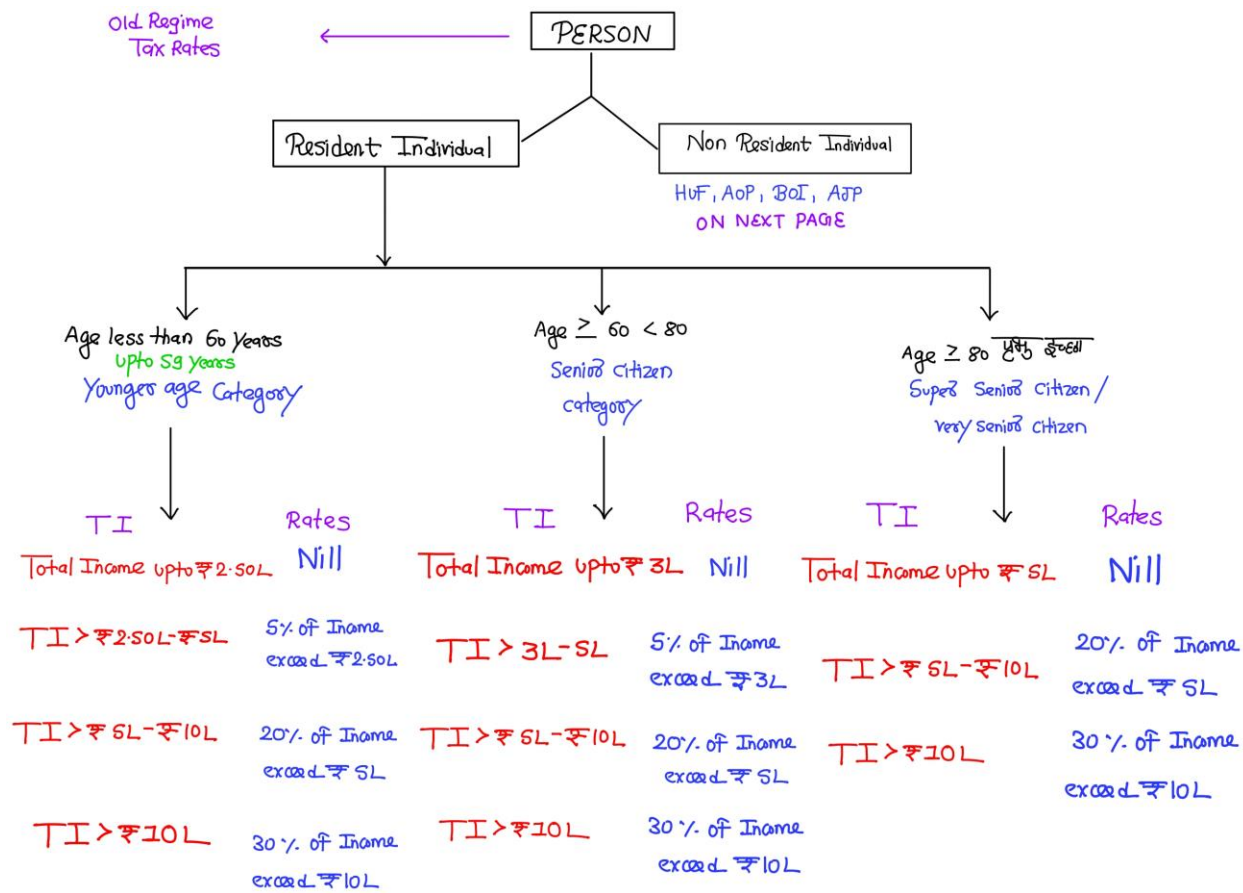 Old Regime
Tax Rates
PERSON
Resident Individual
Non Resident Individual
HUF, AOP, BOI, AJP
ON NEXT PAGE
Age less than 60 years
upto 59 years
Younger age Category
Age ≥ 60 < 80
Senior Citizen
category
Age ≥ 80
Super Senior Citizen /
very senior citizen
TI Rates
Total Income upto ₹2.50L Nill
TI > ₹2.50L-₹5L 5% of Income
exceed ₹2.50L
TI > ₹5L-₹10L 20% of Income
exceed ₹5L
TI > ₹10L 30% of Income
exceed ₹10L
TI Rates
Total Income upto ₹3L Nill
TI > 3L-5L 5% of Income
exceed ₹3L
TI > ₹5L-₹10L 20% of Income
exceed ₹5L
TI > ₹10L 30% of Income
exceed ₹10L
TI Rates
Total Income upto ₹5L Nill
TI > ₹5L-₹10L 20% of Income
exceed ₹5L
TI > ₹10L 30% of Income
exceed ₹10L